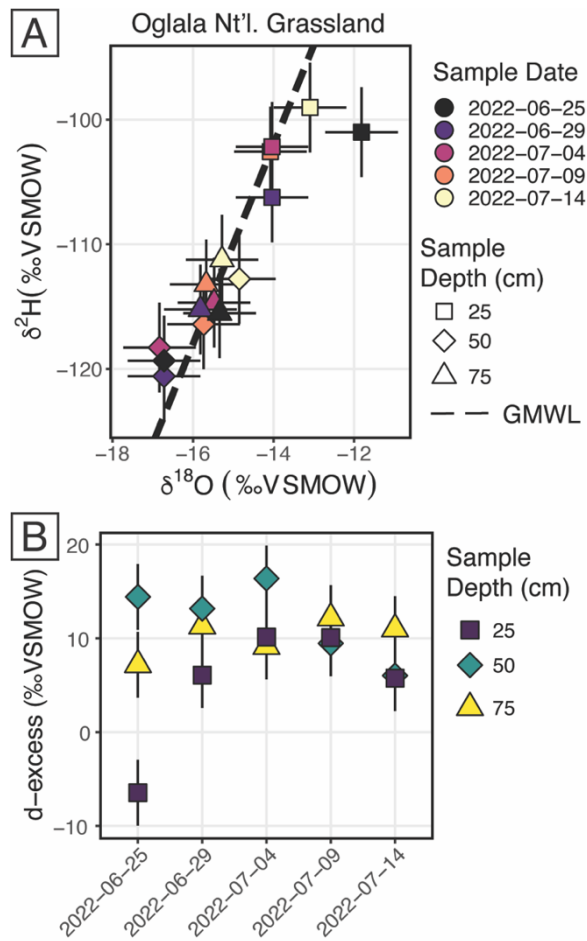 A
Oglala Nt'l. Grassland
δ²H(‰VSMOW)
−100
−110
−120
−18
−16
−14
−12
δ¹⁸O (‰VSMOW)
Sample Date
2022−06−25
2022−06−29
2022−07−04
2022−07−09
2022−07−14
Sample
Depth (cm)
25
50
75
GMWL
B
d−excess (‰VSMOW)
20
10
0
−10
2022−06−25
2022−06−29
2022−07−04
2022−07−09
2022−07−14
Sample
Depth (cm)
25
50
75